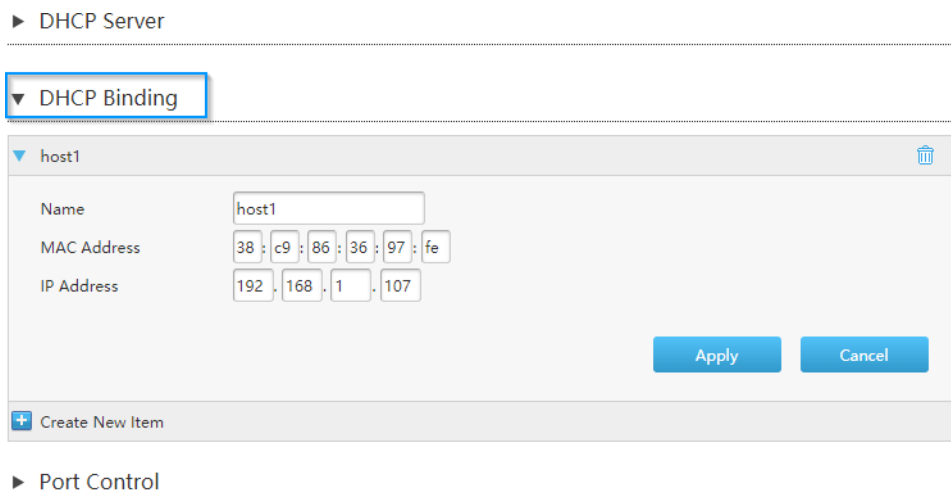 DHCP Server
DHCP Binding
host1
Name host1
MAC Address 38 : c9 : 86 : 36 : 97 : fe
IP Address 192 . 168 . 1 . 107
Apply Cancel
Create New Item
Port Control